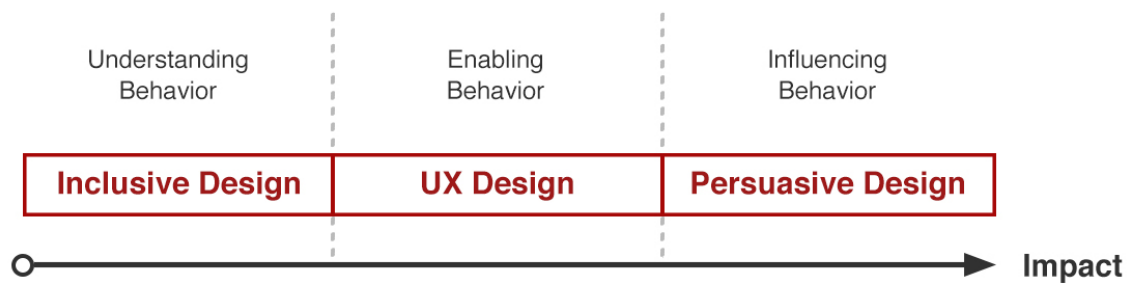 Understanding
Behavior
Enabling
Behavior
Influencing
Behavior
Inclusive Design
UX Design
Persuasive Design
Impact